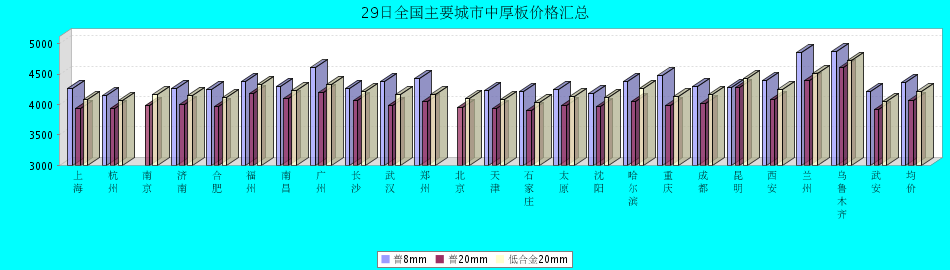 29日全国主要城市中厚板价格汇总
5000
4500
4000
3500
3000
上海
杭州
南京
济南
合肥
福州
南昌
广州
长沙
武汉
郑州
北京
天津
石家庄
太原
沈阳
哈尔滨
重庆
成都
昆明
西安
兰州
乌鲁木齐
武安
均价
普8mm 普20mm 低合金20mm